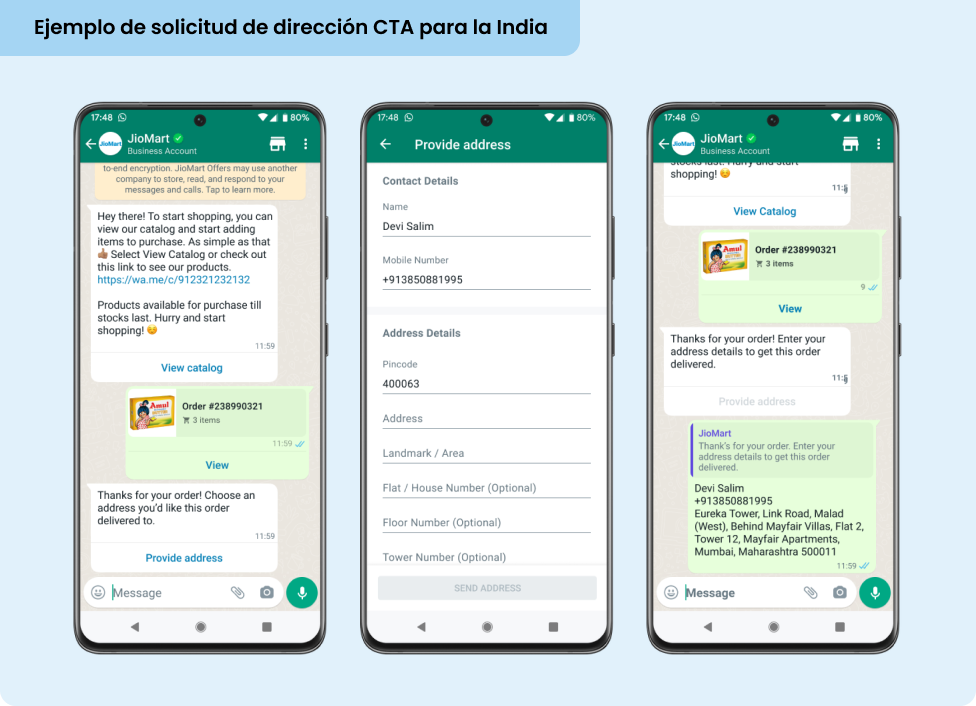 Ejemplo de solicitud de dirección CTA para la India
17:48
80%
JioMart
JioMart
Business Account
to-end encryption. JioMart Offers may use another
company to store, read, and respond to your
messages and calls. Tap to learn more.
Hey there! To start shopping, you can
view our catalog and start adding
items to purchase. As simple as that
👍🏽 Select View Catalog or check out
this link to see our products.
https://wa.me/c/912321232132
Products available for purchase till
stocks last. Hurry and start
shopping! 😉
11:59
View catalog
Amul
Order #238990321
3 items
11:59
View
Thanks for your order! Choose an
address you'd like this order
delivered to.
11:59
Provide address
Message
17:48
80%
Provide address
Contact Details
Name
Devi Salim
Mobile Number
+913850881995
Address Details
Pincode
400063
Address
Landmark / Area
Flat / House Number (Optional)
Floor Number (Optional)
Tower Number (Optional)
SEND ADDRESS
17:48
80%
JioMart
JioMart
Business Account
stocks last. Hurry and start
shopping! 😉
View Catalog
Amul
Order #238990321
3 items
9
View
Thanks for your order! Enter your
address details to get this order
delivered.
Provide address
JioMart
Thank's for your order. Enter your
address details to get this order
delivered.
Devi Salim
+913850881995
Eureka Tower, Link Road, Malad
(West), Behind Mayfair Villas, Flat 2,
Tower 12, Mayfair Apartments,
Mumbai, Maharashtra 500011
11:59
Message